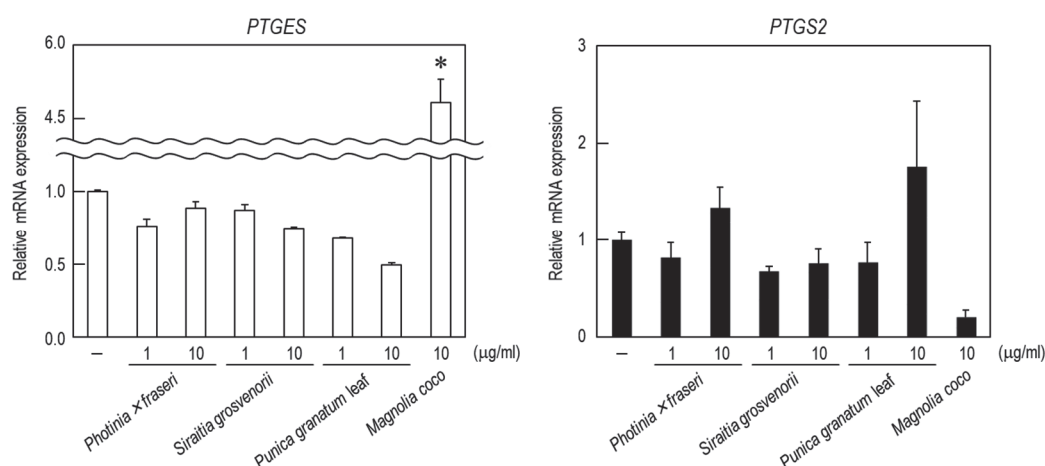 PTGES
6.0
4.5
1.0
0.5
0.0
Relative mRNA expression
*
– 1 10 1 10 1 10 10 (μg/ml)
Photinia × fraseri
Siraitia grosvenorii
Punica granatum leaf
Magnolia coco
PTGS2
3
2
1
0
Relative mRNA expression
– 1 10 1 10 1 10 10 (μg/ml)
Photinia × fraseri
Siraitia grosvenorii
Punica granatum leaf
Magnolia coco